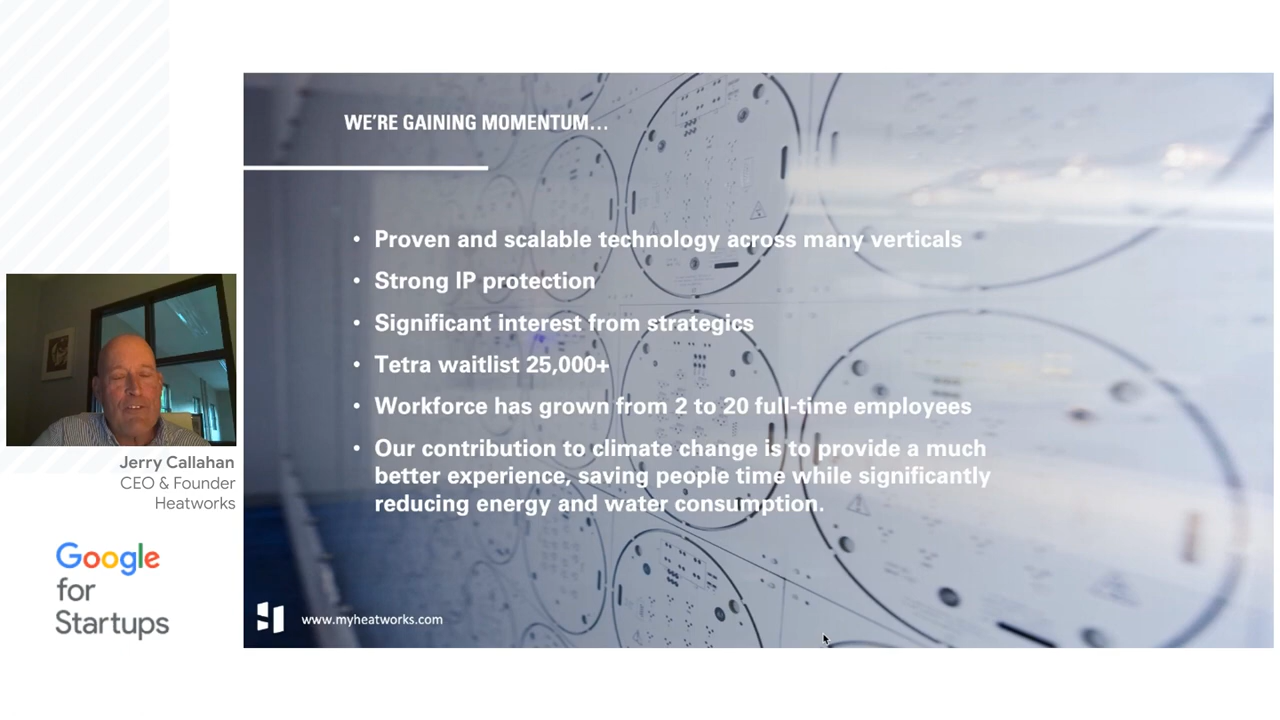 WE'RE GAINING MOMENTUM...
• Proven and scalable technology across many verticals
• Strong IP protection
• Significant interest from strategics
• Tetra waitlist 25,000+
• Workforce has grown from 2 to 20 full-time employees
• Our contribution to climate change is to provide a much
better experience, saving people time while significantly
reducing energy and water consumption.
www.myheatworks.com
Jerry Callahan
CEO & Founder
Heatworks
Google
for
Startups